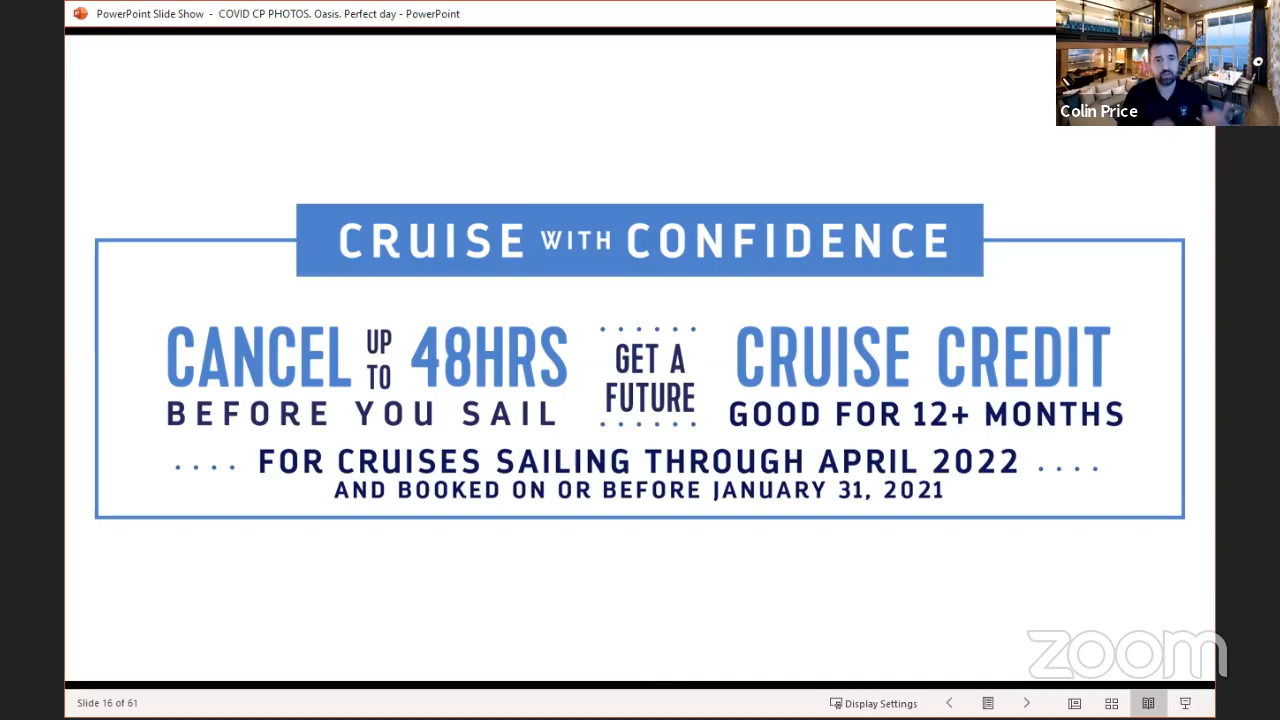 PowerPoint Slide Show - COVID CP PHOTOS. Oasis. Perfect day - PowerPoint
Colin Price
CRUISE WITH CONFIDENCE
CANCEL UP TO 48HRS
BEFORE YOU SAIL
GET A
FUTURE
CRUISE CREDIT
GOOD FOR 12+ MONTHS
FOR CRUISES SAILING THROUGH APRIL 2022
AND BOOKED ON OR BEFORE JANUARY 31, 2021
zoom
Slide 16 of 61
Display Settings